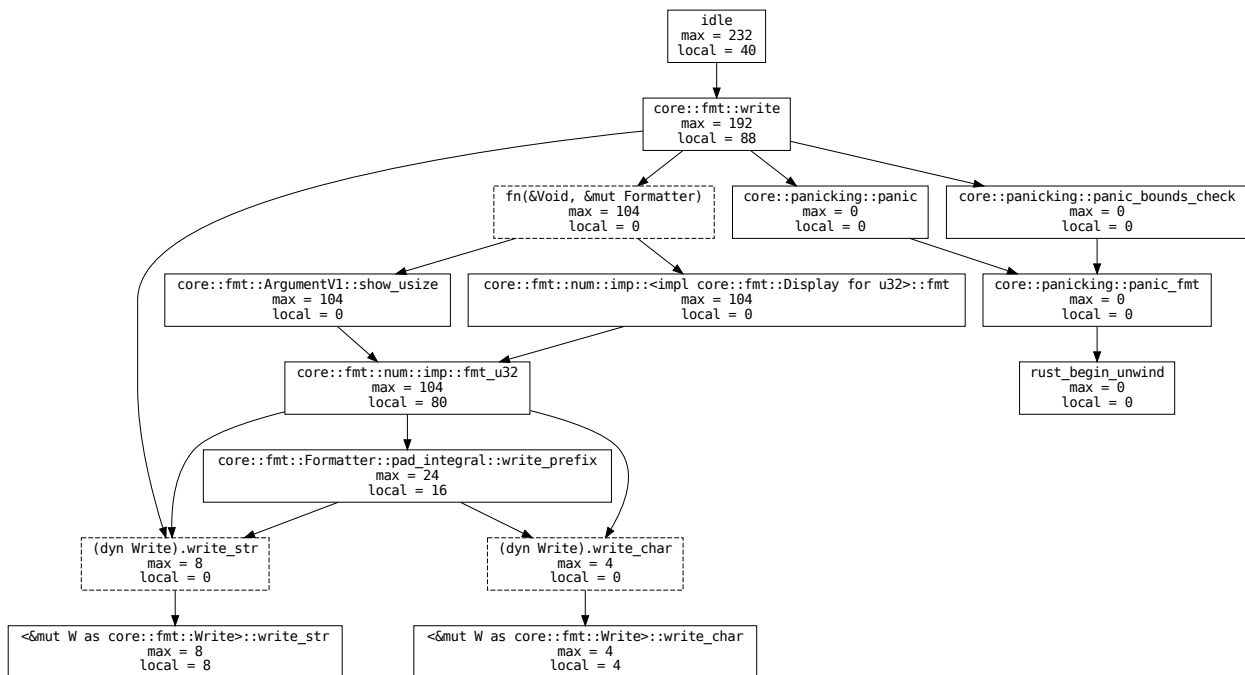 idle
max = 232
local = 40
core::fmt::write
max = 192
local = 88
fn(&Void, &mut Formatter)
max = 104
local = 0
core::panicking::panic
max = 0
local = 0
core::panicking::panic_bounds_check
max = 0
local = 0
core::fmt::ArgumentV1::show_usize
max = 104
local = 0
core::fmt::num::imp::<impl core::fmt::Display for u32>::fmt
max = 104
local = 0
core::panicking::panic_fmt
max = 0
local = 0
core::fmt::num::imp::fmt_u32
max = 104
local = 80
rust_begin_unwind
max = 0
local = 0
core::fmt::Formatter::pad_integral::write_prefix
max = 24
local = 16
(dyn Write).write_str
max = 8
local = 0
(dyn Write).write_char
max = 4
local = 0
<&mut W as core::fmt::Write>::write_str
max = 8
local = 8
<&mut W as core::fmt::Write>::write_char
max = 4
local = 4